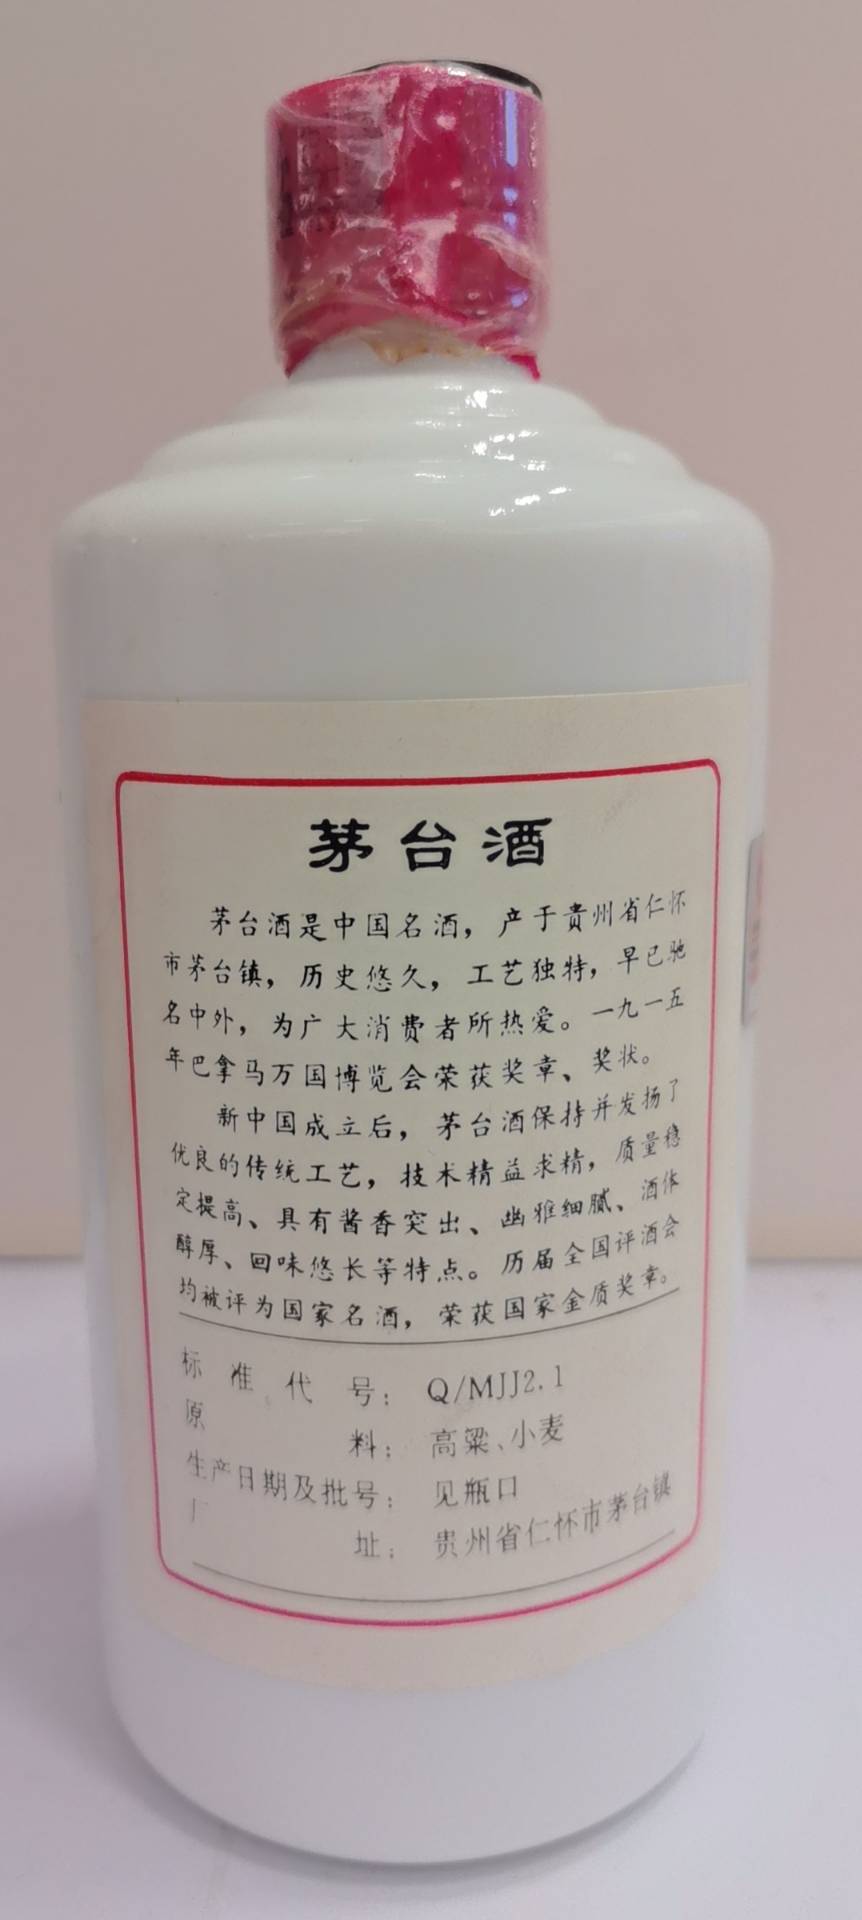 茅台酒
茅台酒是中国名酒，产于贵州省仁怀
市茅台镇，历史悠久，工艺独特，早已驰
名中外，为广大消费者所热爱。一九一五
年巴拿马万国博览会荣获奖章、奖状。
新中国成立后，茅台酒保持并发扬了
优良的传统工艺，技术精益求精，质量稳
定提高、具有酱香突出、幽雅细腻、酒体
醇厚、回味悠长等特点。历届全国评酒会
均被评为国家名酒，荣获国家金质奖章。
标准代号：Q/MJJ2.1
原料：高粱、小麦
生产日期及批号：见瓶口
厂址：贵州省仁怀市茅台镇